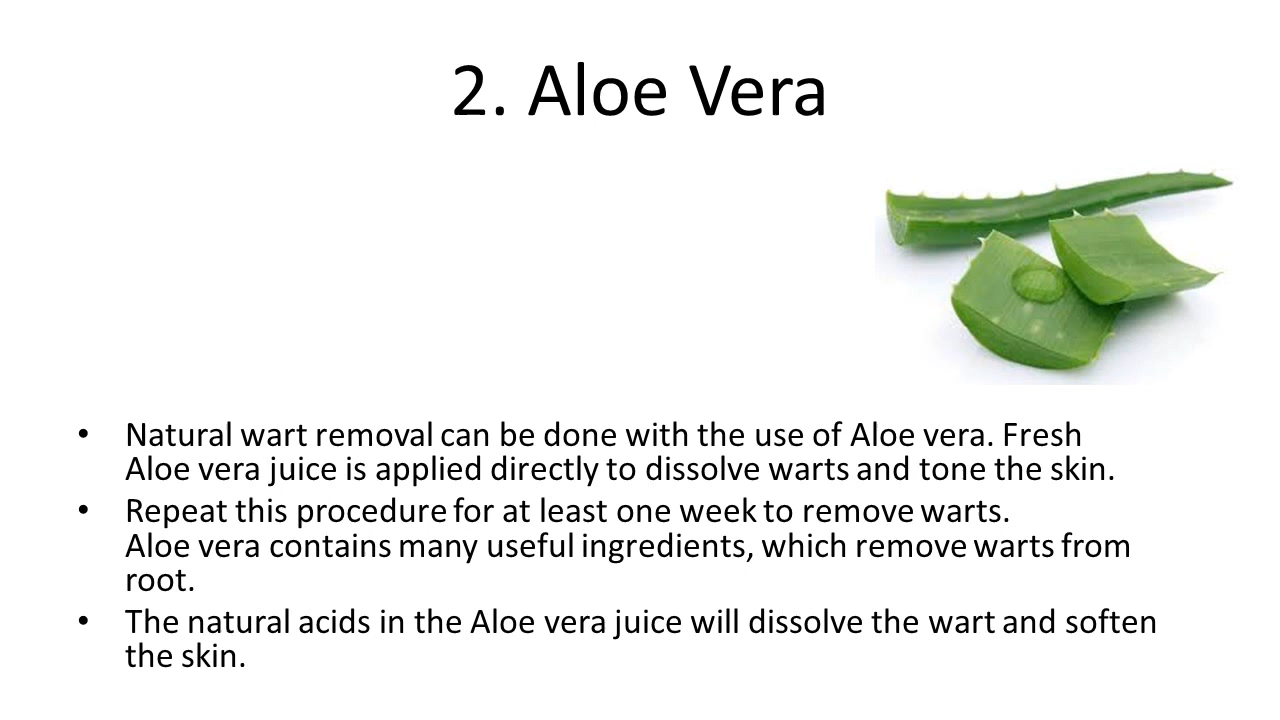 2. Aloe Vera
• Natural wart removal can be done with the use of Aloe vera. Fresh
Aloe vera juice is applied directly to dissolve warts and tone the skin.
• Repeat this procedure for at least one week to remove warts.
Aloe vera contains many useful ingredients, which remove warts from
root.
• The natural acids in the Aloe vera juice will dissolve the wart and soften
the skin.